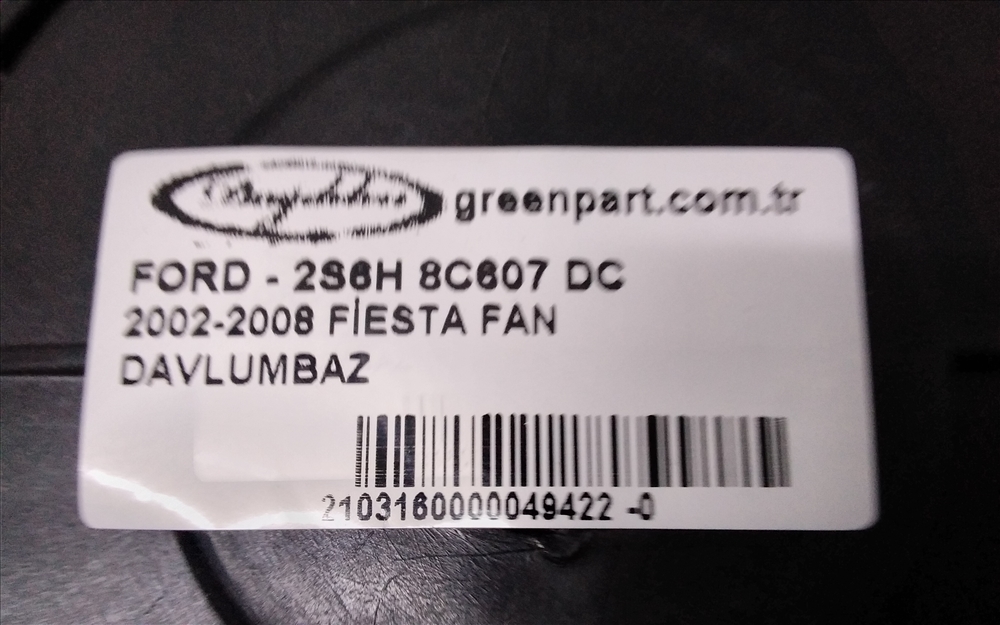 greenpart.com.tr
FORD - 2S6H 8C607 DC
2002-2008 FİESTA FAN
DAVLUMBAZ
2103160000049422 -0